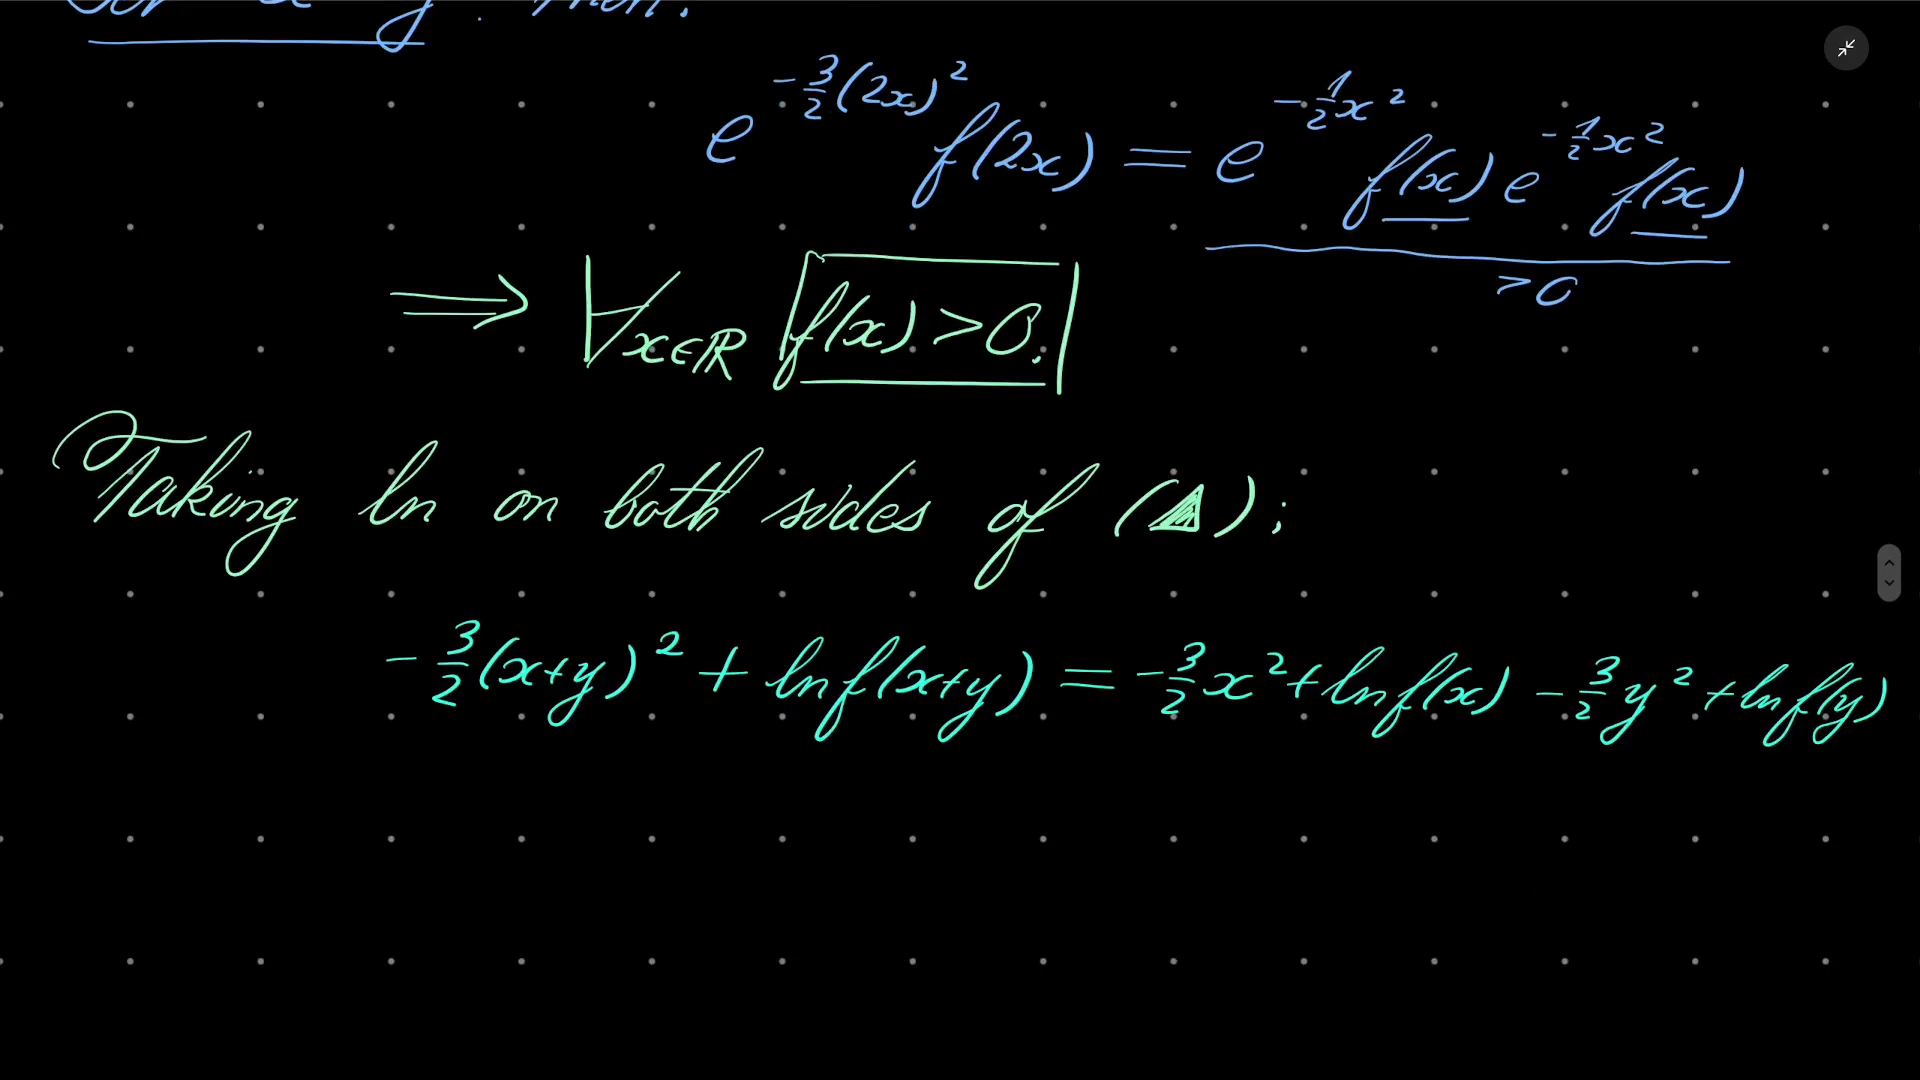 Then:
e^{-\frac{3}{2}(2x)^2} f(2x) = e^{-\frac{1}{2}x^2} f(x) e^{-\frac{1}{2}x^2} f(x)
>0
⟹ ∀_{x∈ℝ} f(x)>0.
Taking ln on both sides of (▲):
-\frac{3}{2}(x+y)^2 + ln f(x+y) = -\frac{3}{2}x^2 + ln f(x) - \frac{3}{2}y^2 + ln f(y)